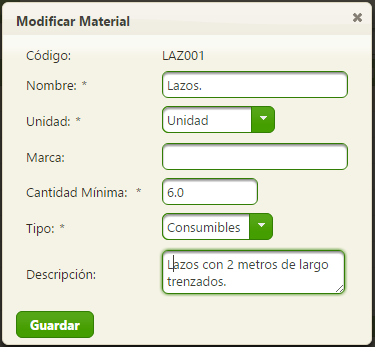 Modificar Material
Código: LAZ001
Nombre: * Lazos.
Unidad: * Unidad
Marca:
Cantidad Mínima: * 6.0
Tipo: * Consumibles
Descripción: Lazos con 2 metros de largo
trenzados.
Guardar